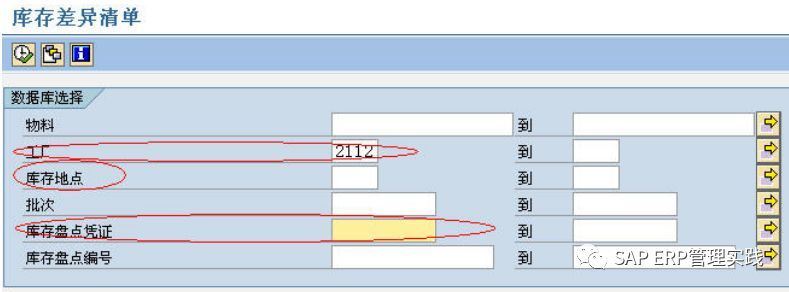 库存差异清单
数据库选择
物料 到
工厂 2112 到
库存地点 到
批次 到
库存盘点凭证 到
库存盘点编号 到
SAP ERP管理实践